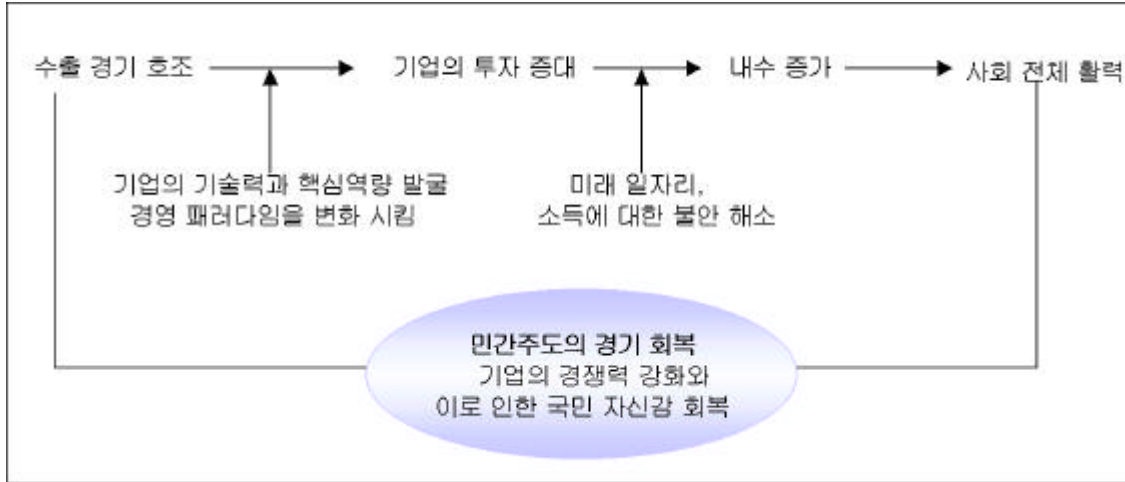 수출 경기 호조 기업의 투자 증대 내수 증가 사회 전체 활력
기업의 기술력과 핵심역량 발굴
경영 패러다임을 변화 시킴
미래 일자리,
소득에 대한 불안 해소
민간주도의 경기 회복
기업의 경쟁력 강화와
이로 인한 국민 자신감 회복